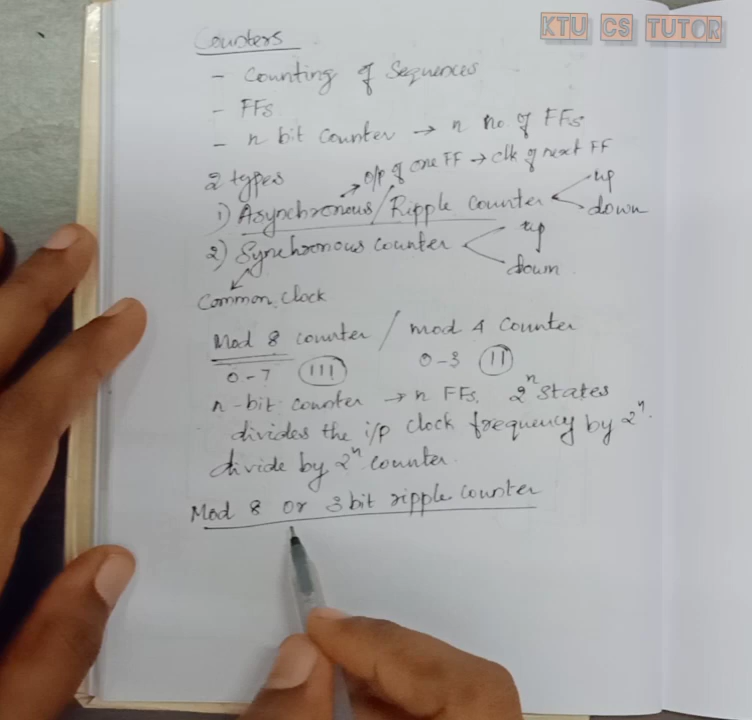 KTU CS TUTOR
Counters
- Counting of Sequences
- FFs
- n bit Counter → n no. of FFs.
2 types
→ o/p of one FF → clk of next FF
1) Asynchronous / Ripple Counter < up
down
2) Synchronous Counter < up
down
Common Clock
Mod 8 counter / mod 4 Counter
0-7 (111) 0-3 (11)
n-bit counter → n FFs. 2^n States
divides the i/p clock frequency by 2^n.
divide by 2^n counter.
Mod 8 or 3 bit ripple counter